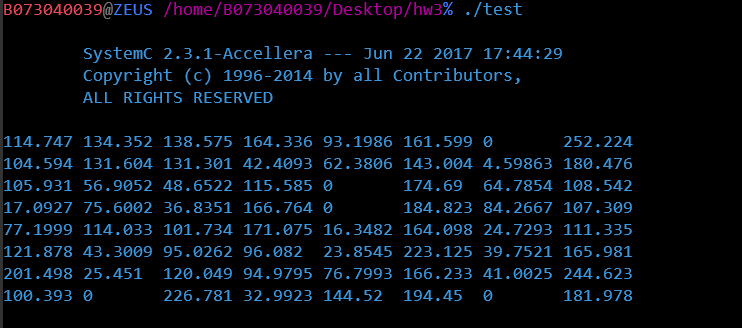 B073040039@ZEUS /home/B073040039/Desktop/hw3% ./test
SystemC 2.3.1-Accellera --- Jun 22 2017 17:44:29
Copyright (c) 1996-2014 by all Contributors,
ALL RIGHTS RESERVED
114.747 134.352 138.575 164.336 93.1986 161.599 0 252.224
104.594 131.604 131.301 42.4093 62.3806 143.004 4.59863 180.476
105.931 56.9052 48.6522 115.585 0 174.69 64.7854 108.542
17.0927 75.6002 36.8351 166.764 0 184.823 84.2667 107.309
77.1999 114.033 101.734 171.075 16.3482 164.098 24.7293 111.335
121.878 43.3009 95.0262 96.082 23.8545 223.125 39.7521 165.981
201.498 25.451 120.049 94.9795 76.7993 166.233 41.0025 244.623
100.393 0 226.781 32.9923 144.52 194.45 0 181.978